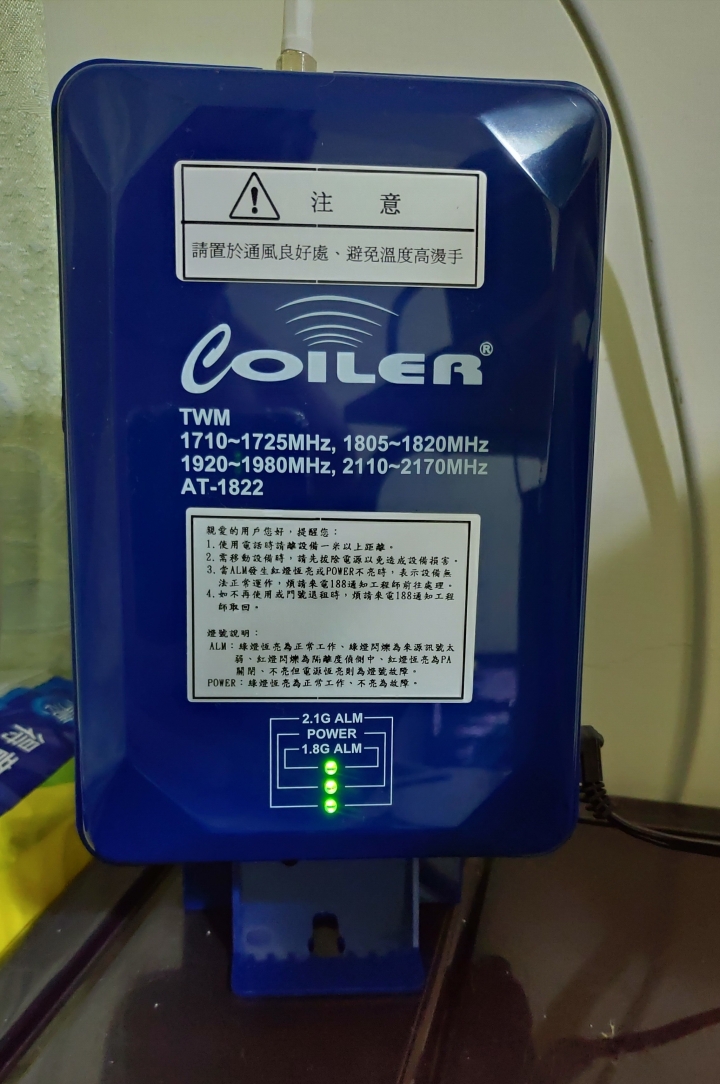 注 意
請置於通風良好處、避免溫度高燙手
COILER®
TWM
1710~1725MHz, 1805~1820MHz
1920~1980MHz, 2110~2170MHz
AT-1822
親愛的用戶您好，提醒您：
1.使用電話時請離設備一米以上距離。
2.需移動設備時，請先拔除電源以免造成設備損害。
3.當ALM發生紅燈恆亮或POWER不亮時，表示設備無
法正常運作，煩請來電188通知工程師前往處理。
4.如不再使用或門號退租時，煩請來電188通知工程
師取回。
燈號說明：
ALM：綠燈恆亮為正常工作、綠燈閃爍為來源訊號太
弱、紅燈閃爍為隔離度偵側中、紅燈恆亮為PA
關閉、不亮但電源恆亮則為燈號故障。
POWER：綠燈恆亮為正常工作、不亮為故障。
2.1G ALM
POWER
1.8G ALM